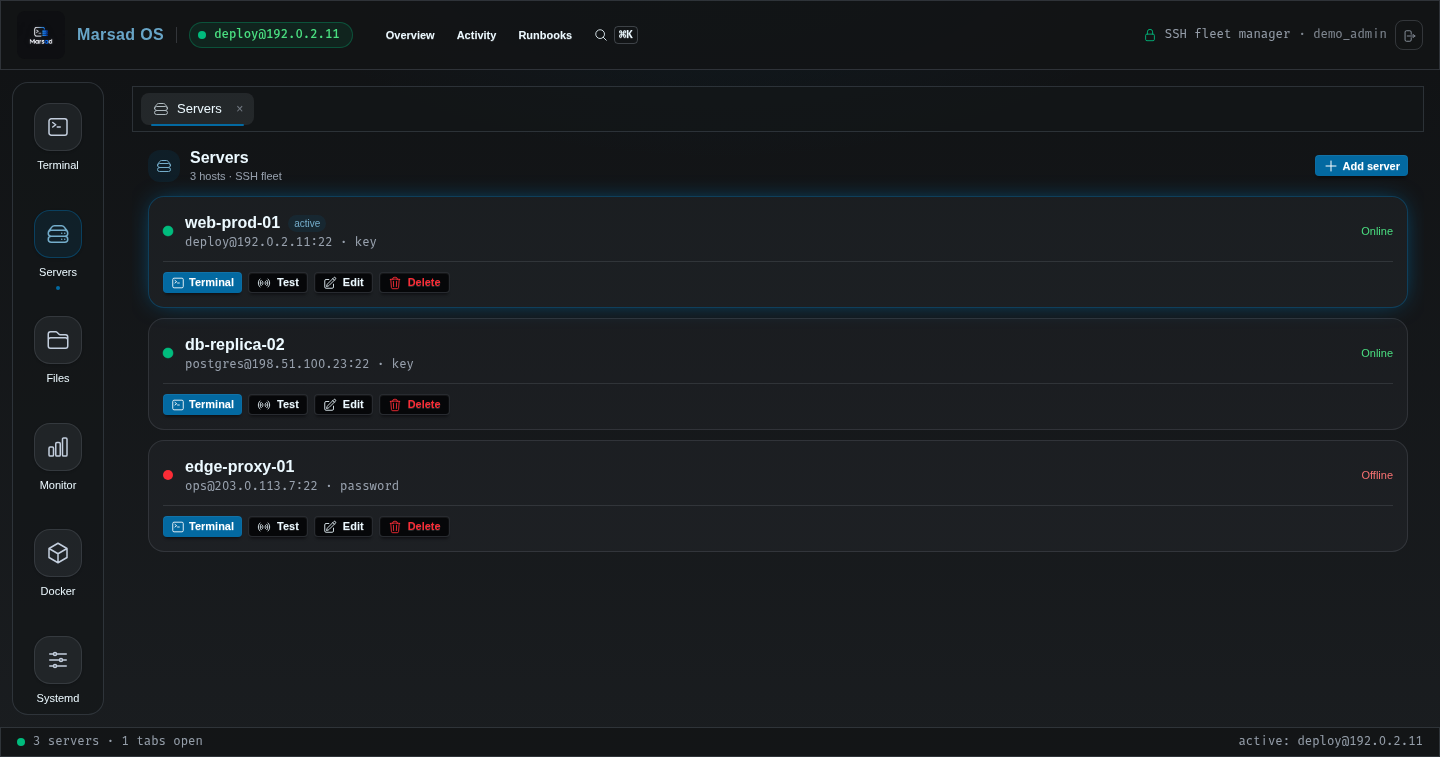 Marsad
Marsad OS
deploy@192.0.2.11
Overview
Activity
Runbooks
⌘K
SSH fleet manager · demo_admin
Terminal
Servers
Files
Monitor
Docker
Systemd
Servers ×
Servers
3 hosts · SSH fleet
Add server
web-prod-01 active
deploy@192.0.2.11:22 · key
Online
Terminal Test Edit Delete
db-replica-02
postgres@198.51.100.23:22 · key
Online
Terminal Test Edit Delete
edge-proxy-01
ops@203.0.113.7:22 · password
Offline
Terminal Test Edit Delete
3 servers · 1 tabs open
active: deploy@192.0.2.11